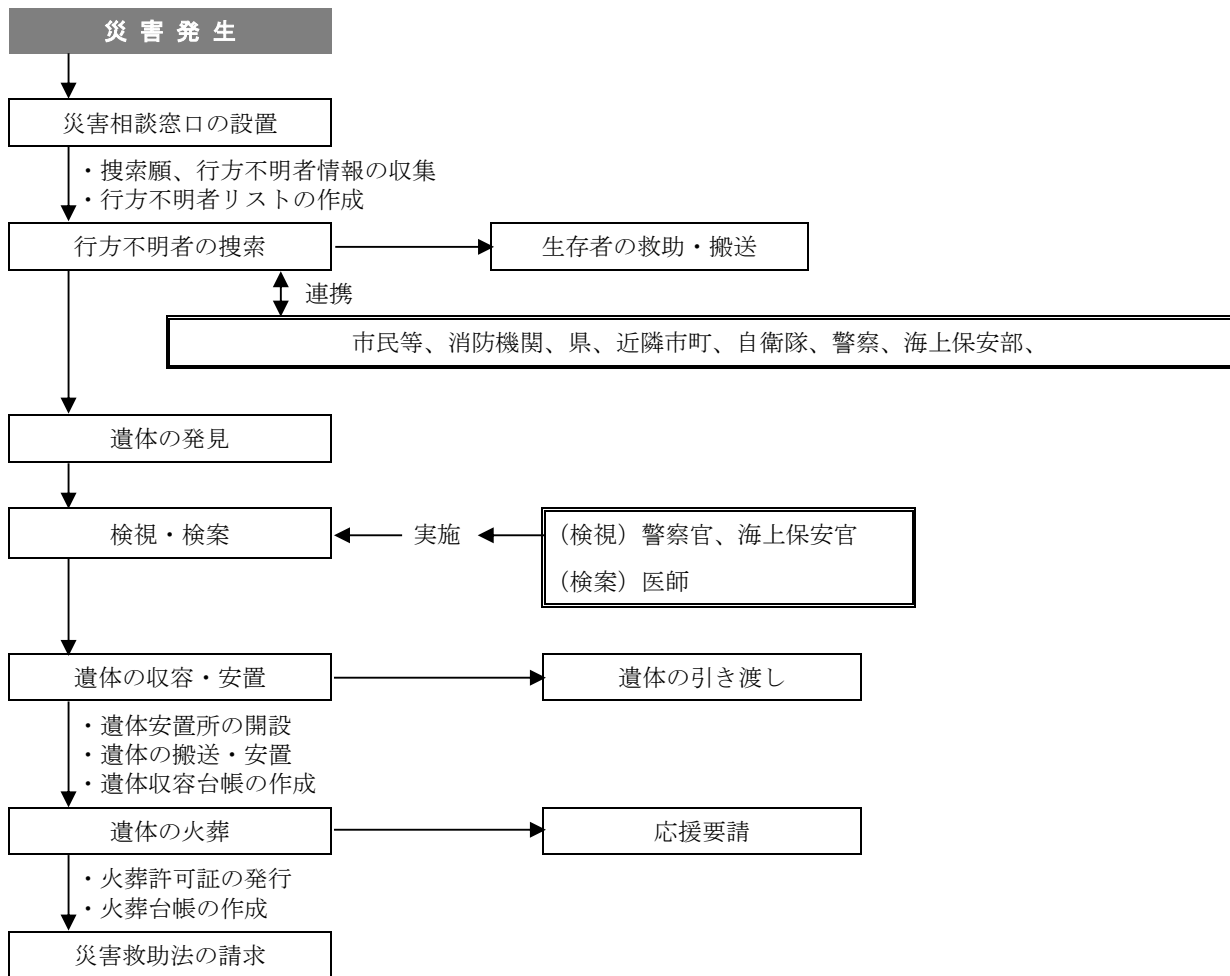 災害発生
災害相談窓口の設置
・捜索願、行方不明者情報の収集
・行方不明者リストの作成
行方不明者の捜索
生存者の救助・搬送
連携
市民等、消防機関、県、近隣市町、自衛隊、警察、海上保安部、
遺体の発見
検視・検案
実施
（検視）警察官、海上保安官
（検案）医師
遺体の収容・安置
遺体の引き渡し
・遺体安置所の開設
・遺体の搬送・安置
・遺体収容台帳の作成
遺体の火葬
応援要請
・火葬許可証の発行
・火葬台帳の作成
災害救助法の請求